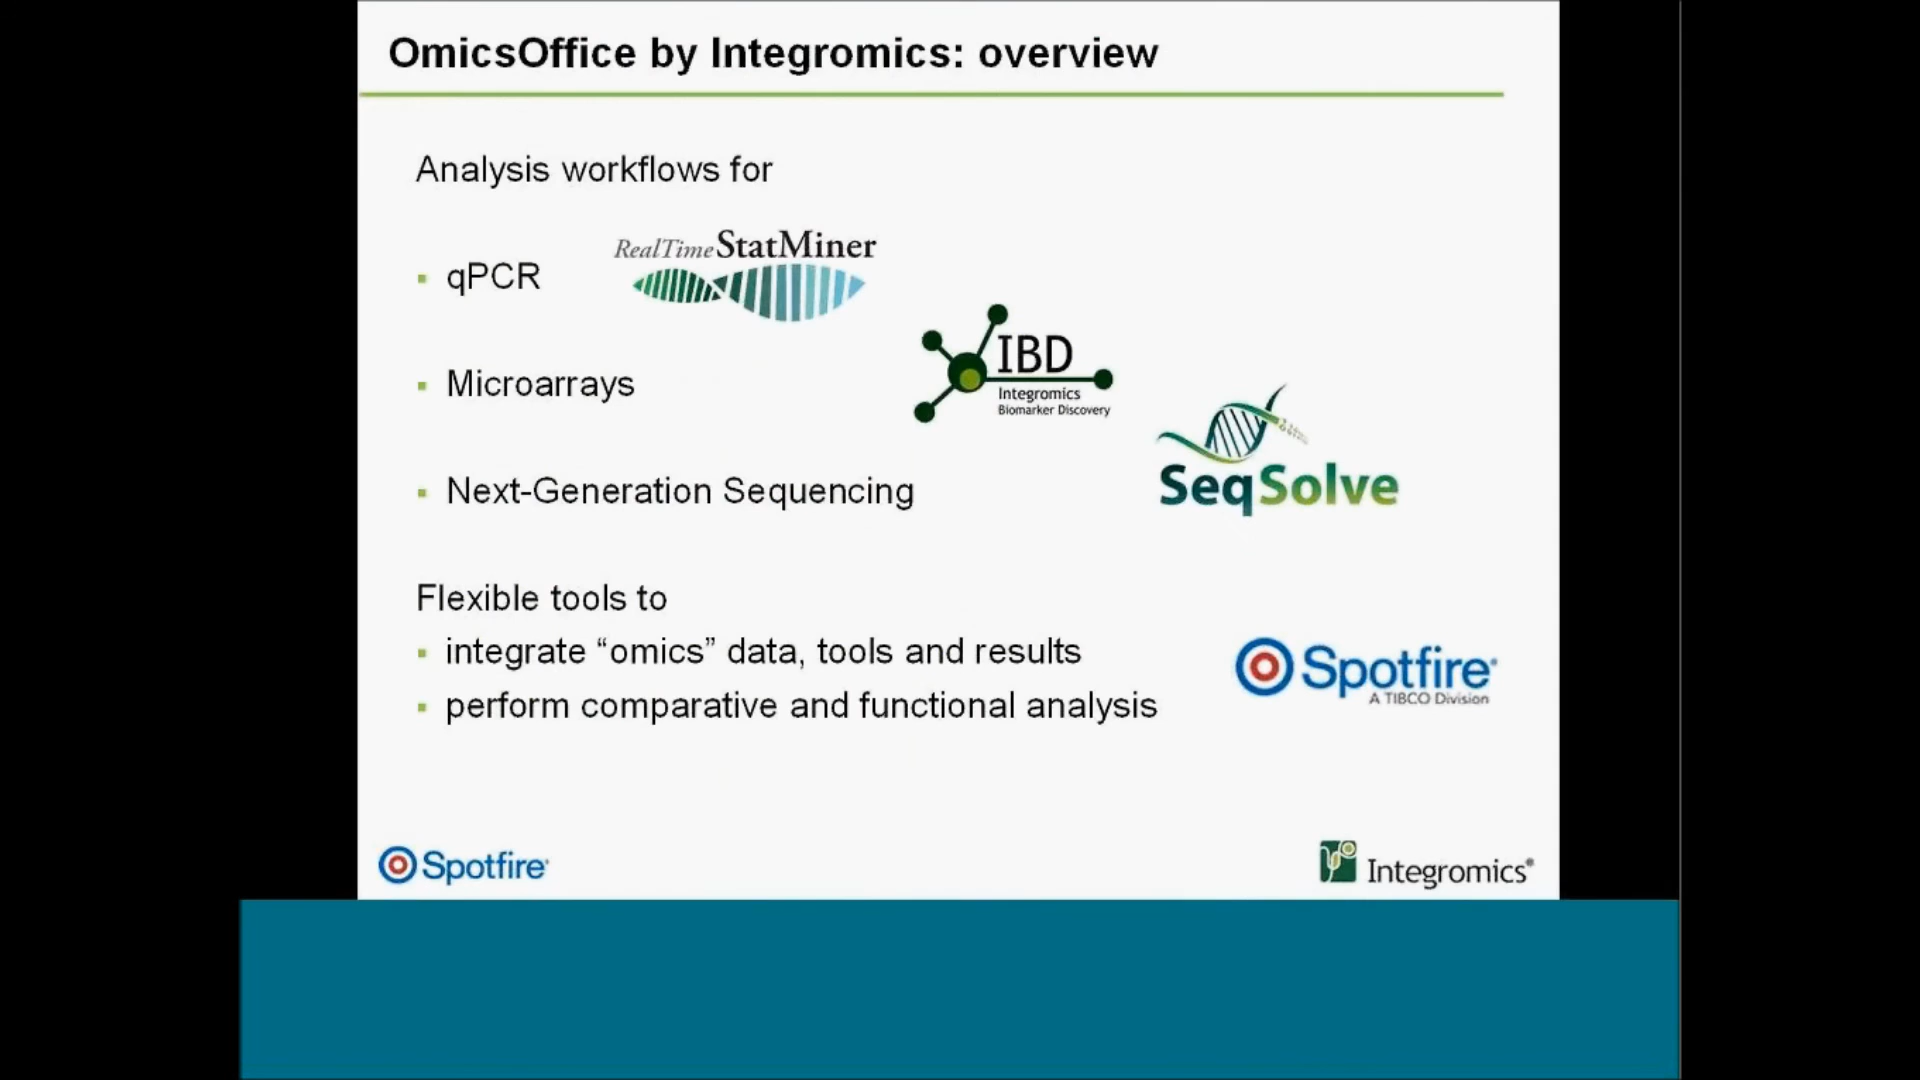 OmicsOffice by Integromics: overview
Analysis workflows for
▪ qPCR
RealTime StatMiner
▪ Microarrays
IBD
Integromics
Biomarker Discovery
▪ Next-Generation Sequencing
SeqSolve
Flexible tools to
▪ integrate “omics” data, tools and results
▪ perform comparative and functional analysis
Spotfire®
A TIBCO Division
Spotfire®
Integromics®